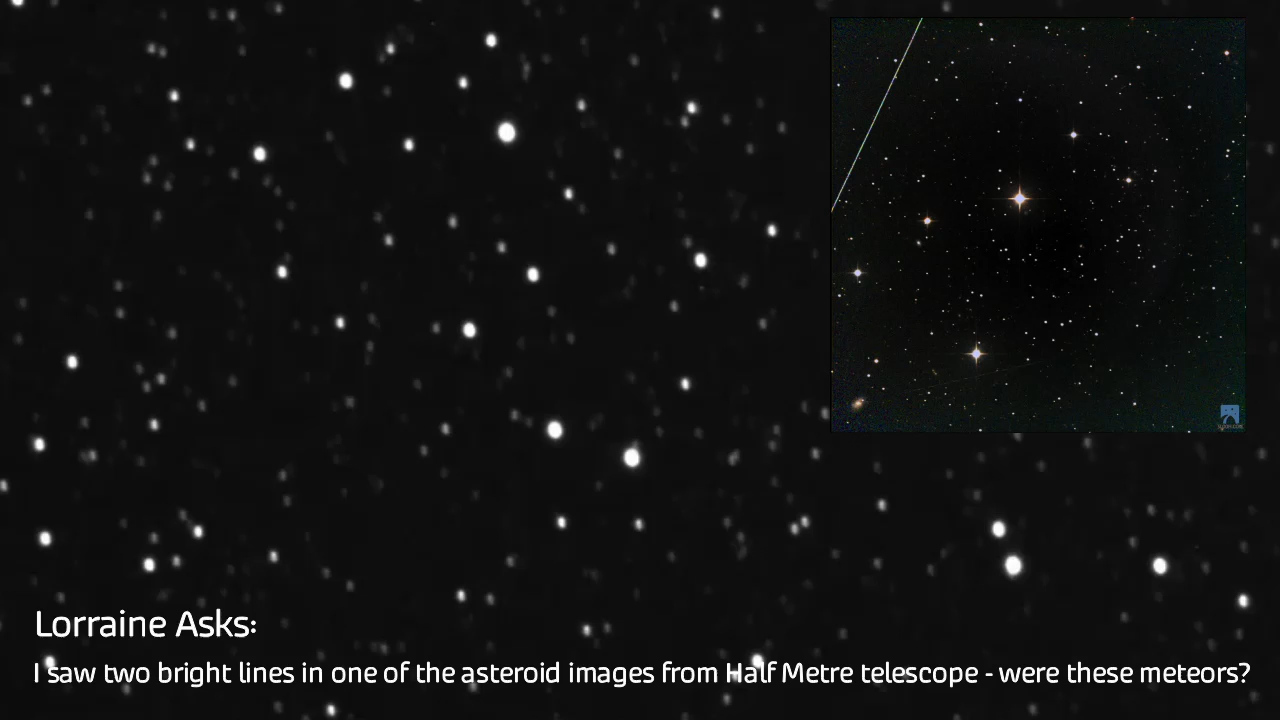 Lorraine Asks:
I saw two bright lines in one of the asteroid images from Half Metre telescope - were these meteors?